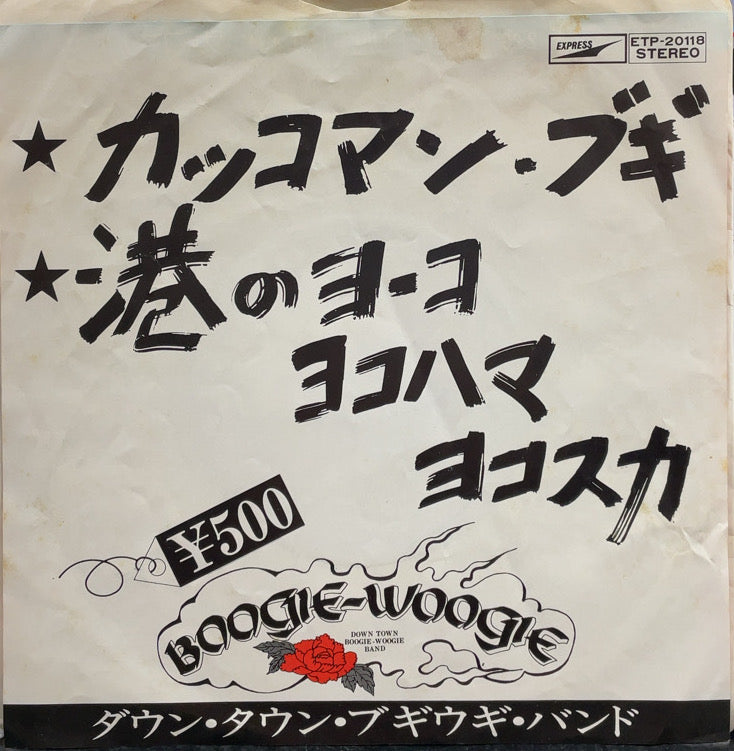 EXPRESS
ETP-20118
STEREO
★カッコマン・ブギ
★港のヨーコ
ヨコハマ
ヨコスカ
¥500
BOOGIE-WOOGIE
DOWN TOWN
BOOGIE-WOOGIE
BAND
ダウン・タウン・ブギウギ・バンド